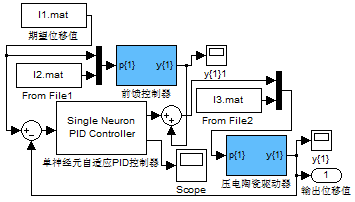 I1.mat
期望位移值
I2.mat
From File1
p{1} y{1}
前馈控制器
y{1}1
I3.mat
From File2
Single Neuron
PID Controller
单神经元自适应PID控制器
Scope
p{1} y{1}
压电陶瓷驱动器
y{1}
1
输出位移值